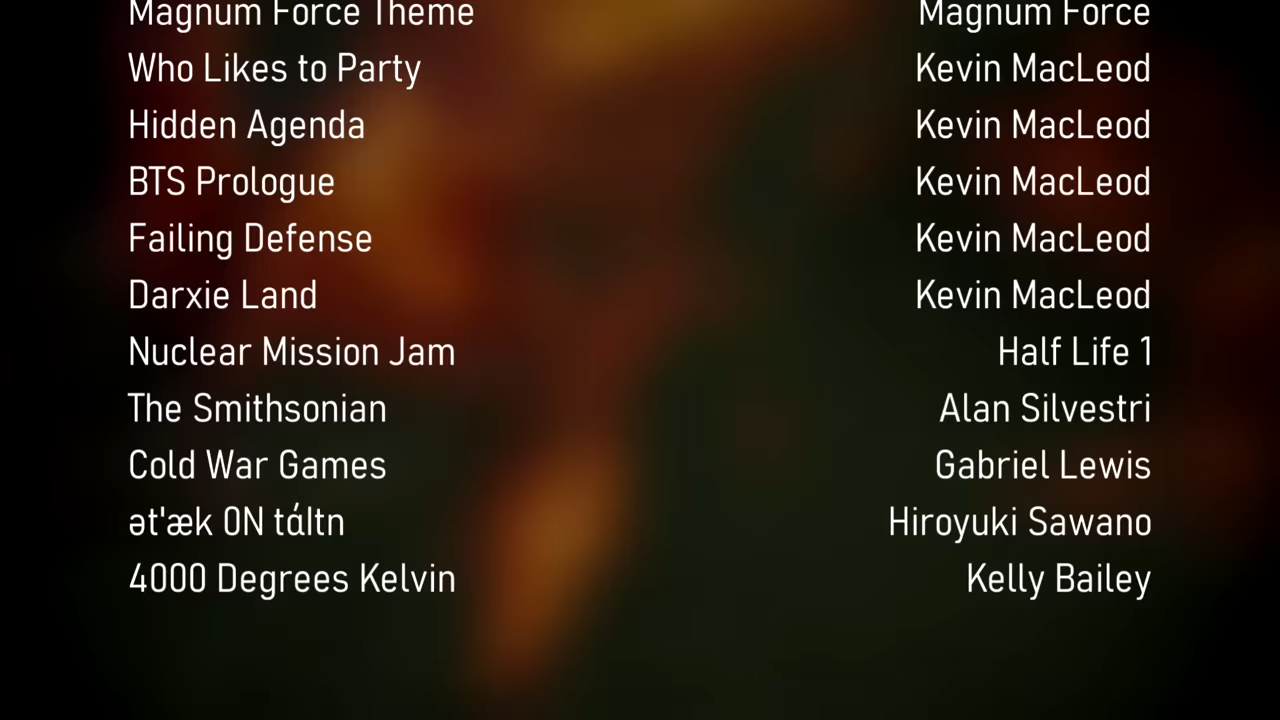 Magnum Force Theme Magnum Force
Who Likes to Party Kevin MacLeod
Hidden Agenda Kevin MacLeod
BTS Prologue Kevin MacLeod
Failing Defense Kevin MacLeod
Darxie Land Kevin MacLeod
Nuclear Mission Jam Half Life 1
The Smithsonian Alan Silvestri
Cold War Games Gabriel Lewis
ət'æk 0N tάItn Hiroyuki Sawano
4000 Degrees Kelvin Kelly Bailey